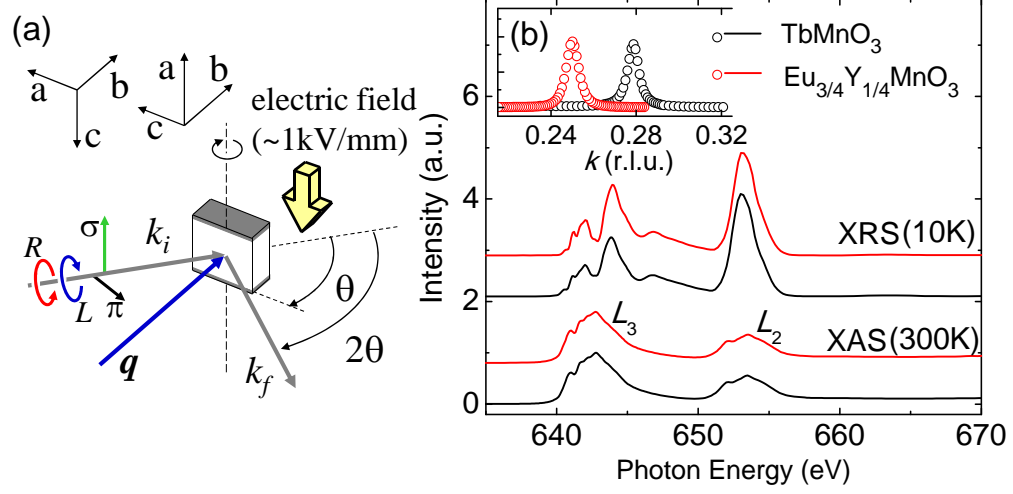 (a)
a
b
c
a
b
c
electric field
(~1kV/mm)
σ
R
L
π
k_i
θ
2θ
q
k_f
(b)
TbMnO₃
Eu₃/₄Y₁/₄MnO₃
0.24 0.28 0.32
k (r.l.u.)
Intensity (a.u.)
8
6
4
2
0
XRS(10K)
L₃
L₂
XAS(300K)
640 650 660 670
Photon Energy (eV)